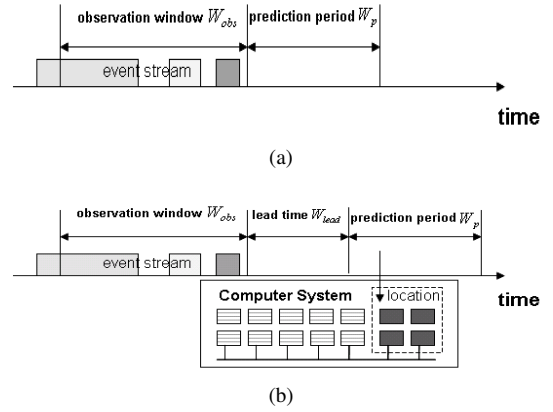 observation window W_obs prediction period W_p
event stream
time
(a)
observation window W_obs lead time W_lead prediction period W_p
event stream
time
Computer System location
(b)